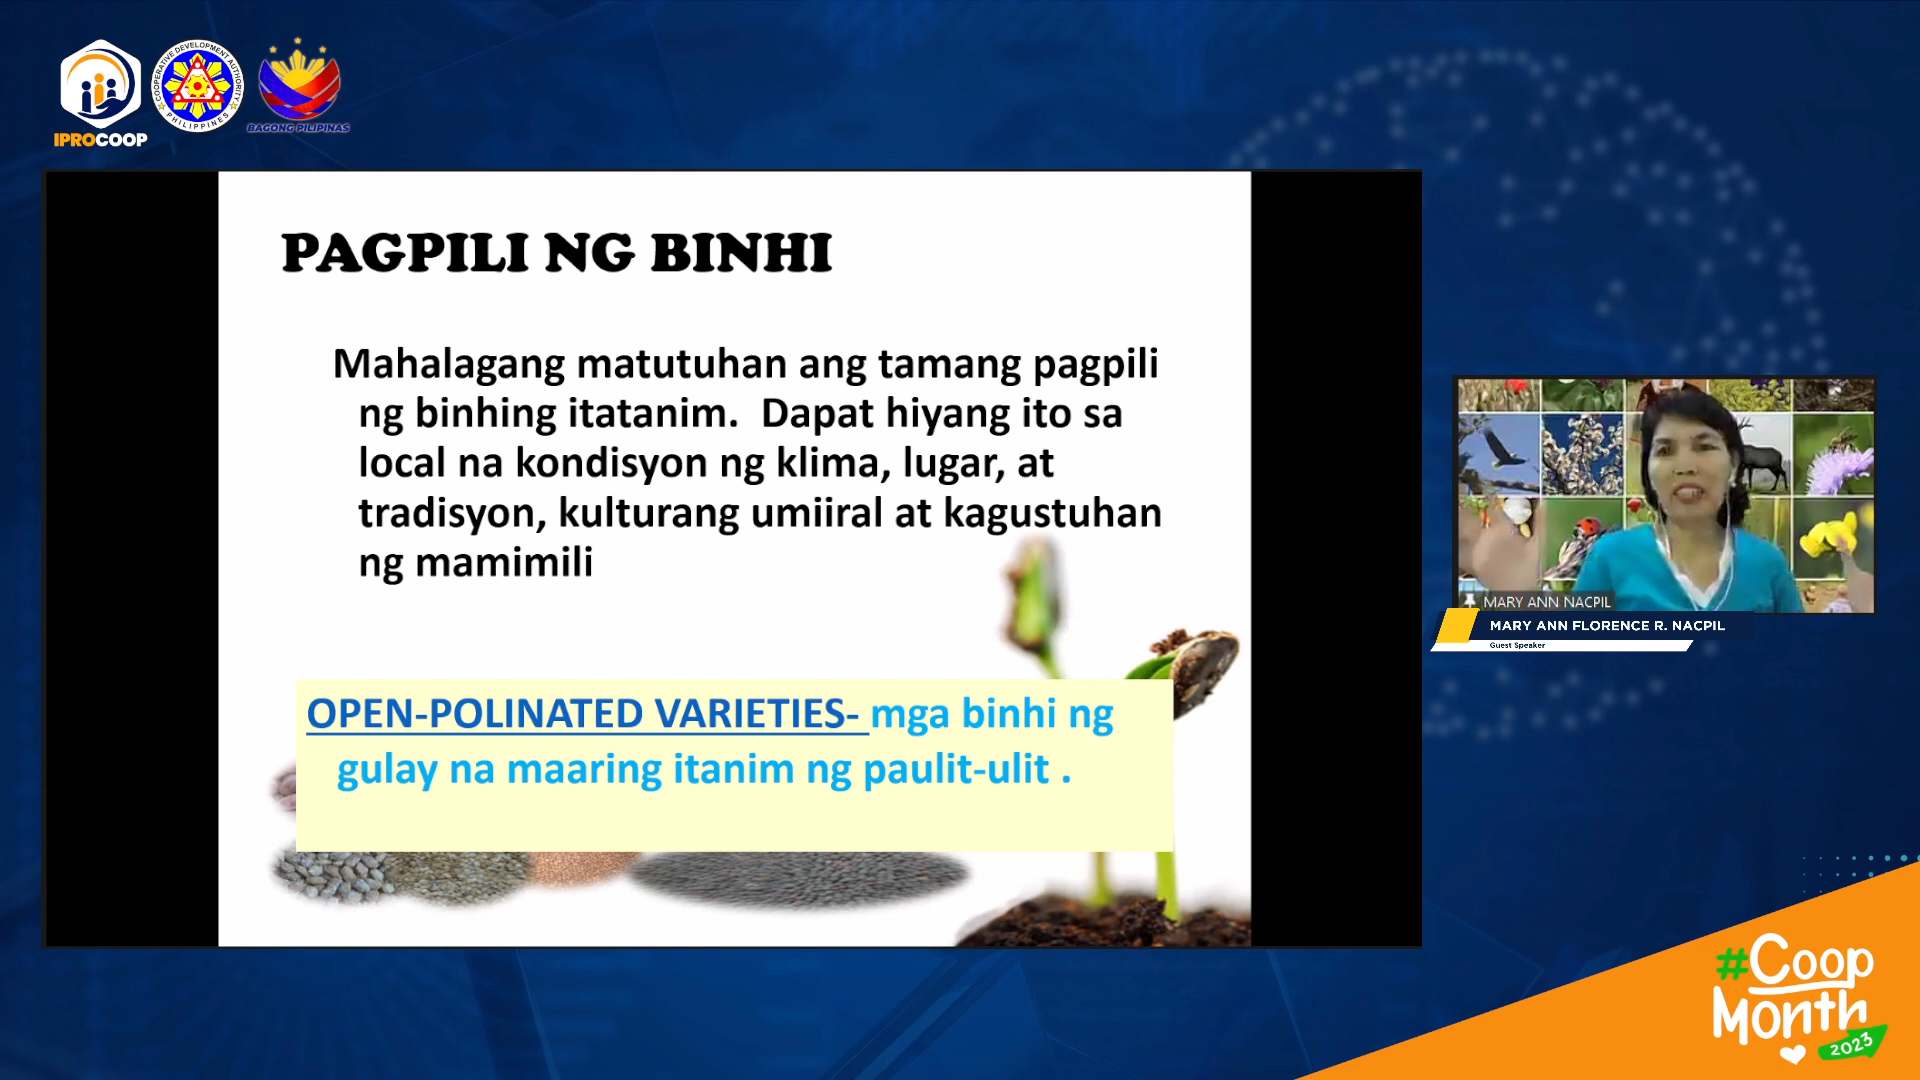 IPROCOOP
COOPERATIVE DEVELOPMENT AUTHORITY
PHILIPPINES
BAGONG PILIPINAS
PAGPILI NG BINHI
Mahalagang matutuhan ang tamang pagpili
ng binhing itatanim.  Dapat hiyang ito sa
local na kondisyon ng klima, lugar, at
tradisyon, kulturang umiiral at kagustuhan
ng mamimili
OPEN-POLINATED VARIETIES- mga binhi ng
gulay na maaring itanim ng paulit-ulit .
MARY ANN NACPIL
MARY ANN FLORENCE R. NACPIL
Guest Speaker
#Coop
Month
2023